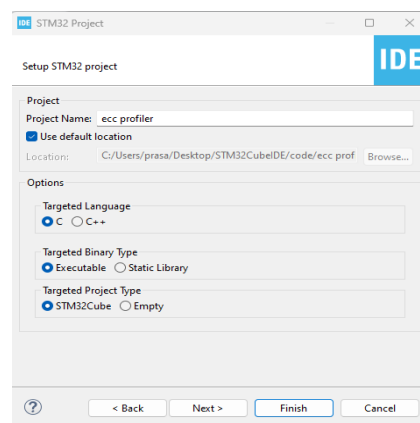 IDE STM32 Project
Setup STM32 project
IDE
Project
Project Name: ecc profiler
Use default location
Location: C:/Users/prasa/Desktop/STM32CubeIDE/code/ecc prof Browse...
Options
Targeted Language
C C++
Targeted Binary Type
Executable Static Library
Targeted Project Type
STM32Cube Empty
? < Back Next > Finish Cancel